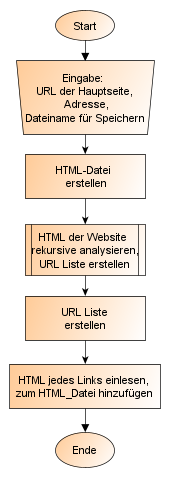 Start
Eingabe:
URL der Hauptseite,
Adresse,
Dateiname für Speichern
HTML-Datei
erstellen
HTML der Website
rekursive analysieren,
URL Liste erstellen
URL Liste
erstellen
HTML jedes Links einlesen,
zum HTML_Datei hinzufügen
Ende